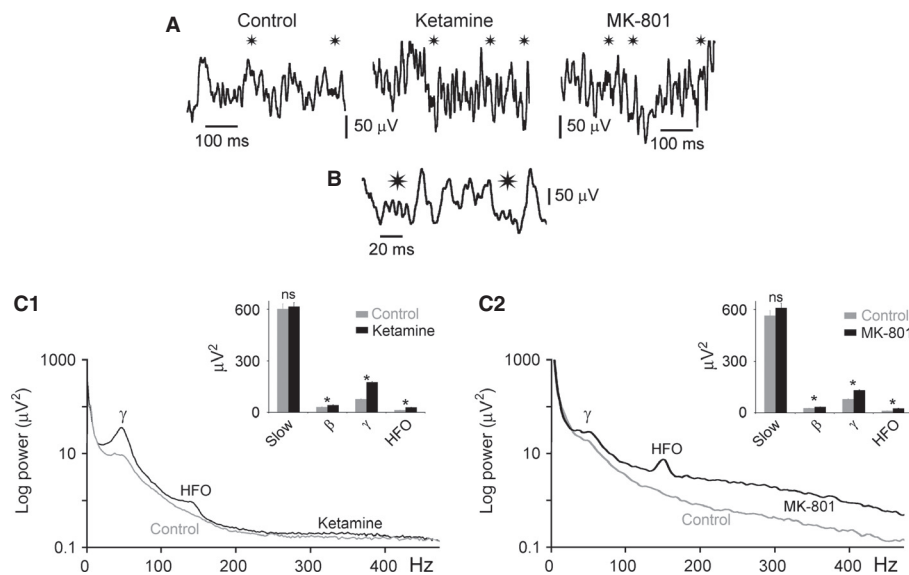 A
Control
Ketamine
MK-801
50 μV
50 μV
100 ms
100 ms
B
50 μV
20 ms
C1
ns
600
300
0
μV²
Control
Ketamine
*
*
*
Slow
β
γ
HFO
1000
10
0.1
Log power (μV²)
γ
HFO
Control
Ketamine
0
100
200
300
400
Hz
C2
ns
600
300
0
μV²
Control
MK-801
*
*
*
Slow
β
γ
HFO
1000
10
0.1
Log power (μV²)
γ
HFO
Control
MK-801
0
100
200
300
400
Hz